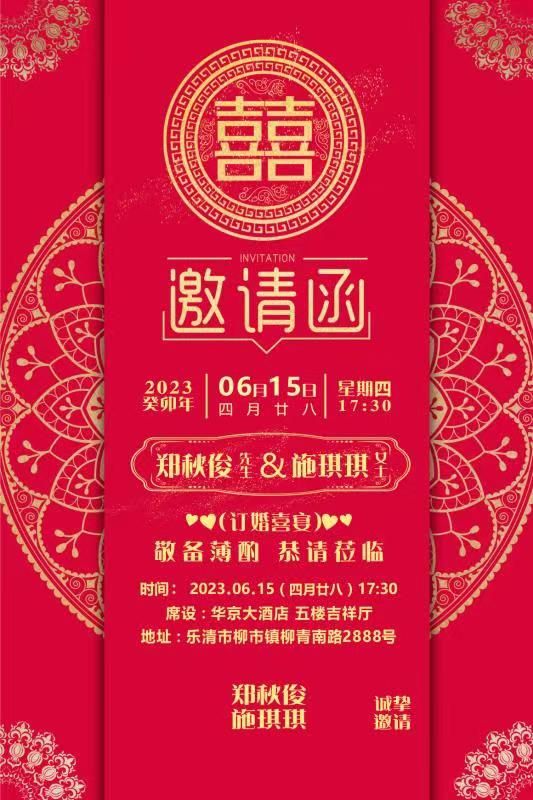 囍
INVITATION
邀请函
2023 06月15日 星期四
癸卯年 四月廿八 17:30
郑秋俊先生&施琪琪女士
(订婚喜宴)
敬备薄酌 恭请莅临
时间： 2023.06.15（四月廿八）17:30
席设：华京大酒店 五楼吉祥厅
地址：乐清市柳市镇柳青南路2888号
郑秋俊 诚挚
施琪琪 邀请